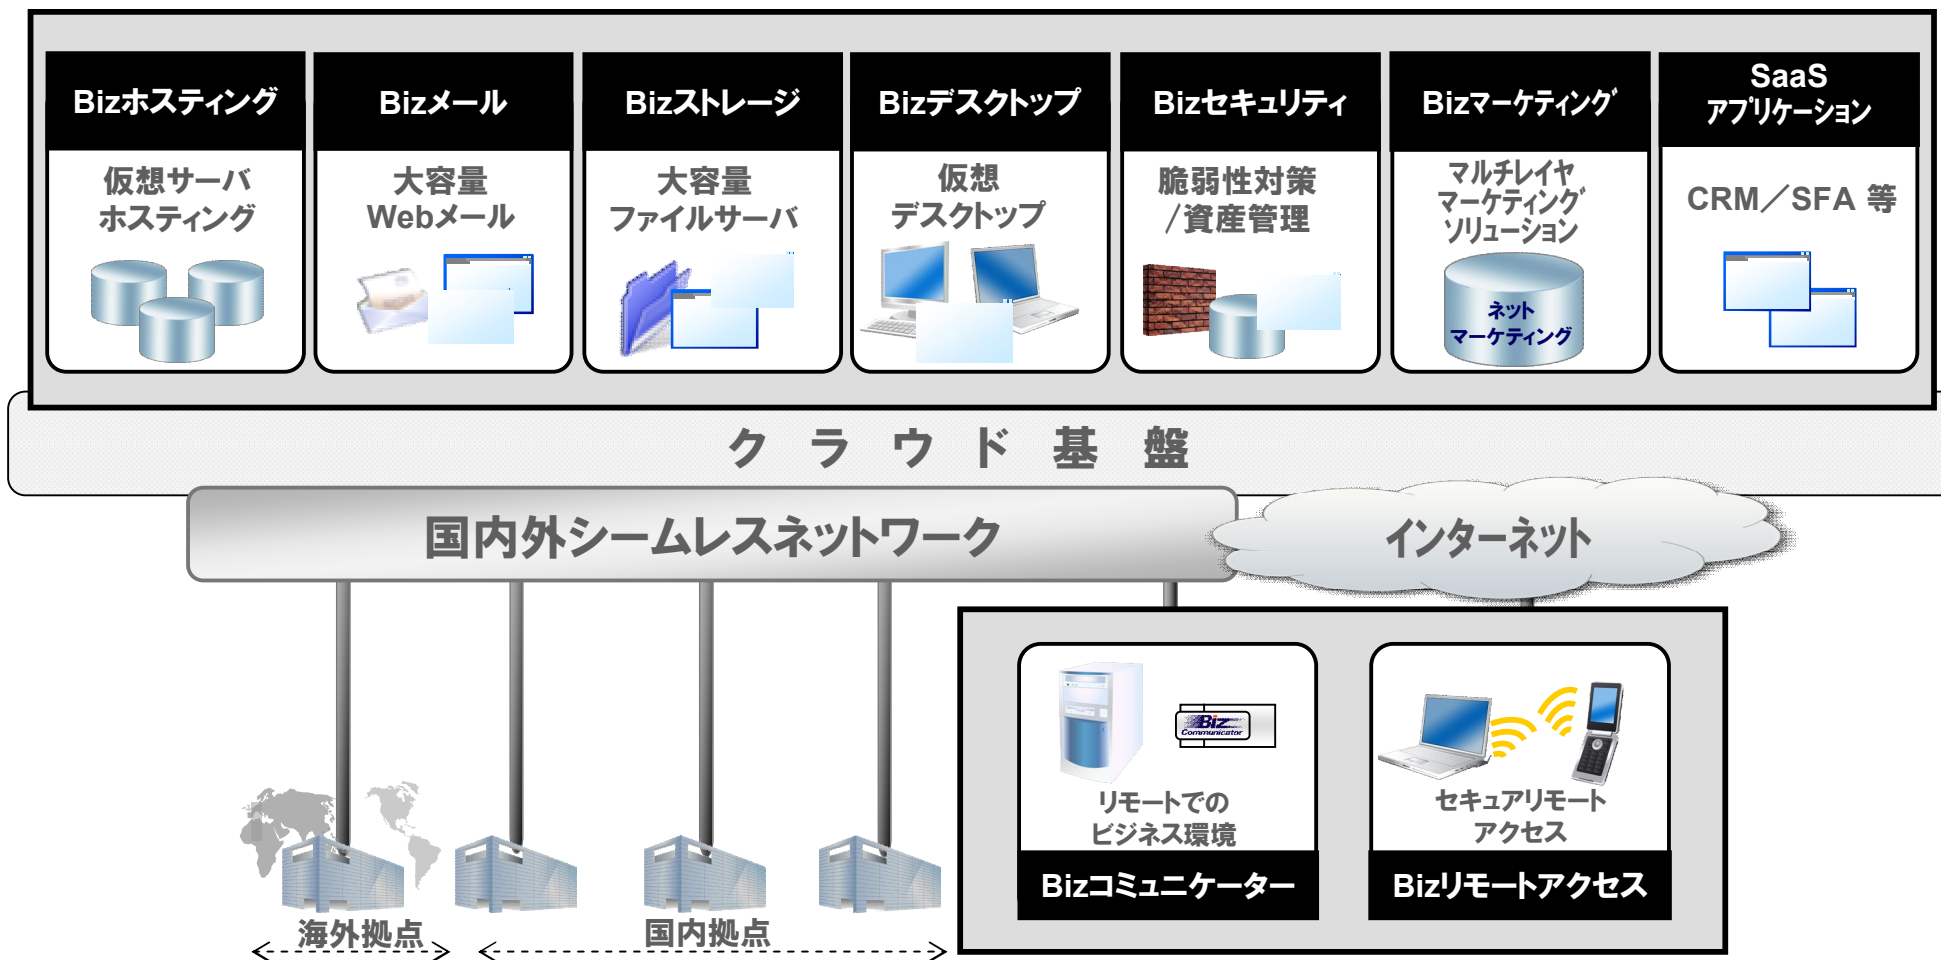 Bizホスティング
仮想サーバ
ホスティング
Bizメール
大容量
Webメール
Bizストレージ
大容量
ファイルサーバ
Bizデスクトップ
仮想
デスクトップ
Bizセキュリティ
脆弱性対策
/資産管理
Bizマーケティング
マルチレイヤ
マーケティング
ソリューション
ネット
マーケティング
SaaS
アプリケーション
CRM／SFA 等
クラウド基盤
国内外シームレスネットワーク
インターネット
海外拠点
国内拠点
Biz
Communicator
リモートでの
ビジネス環境
Bizコミュニケーター
セキュアリモート
アクセス
Bizリモートアクセス